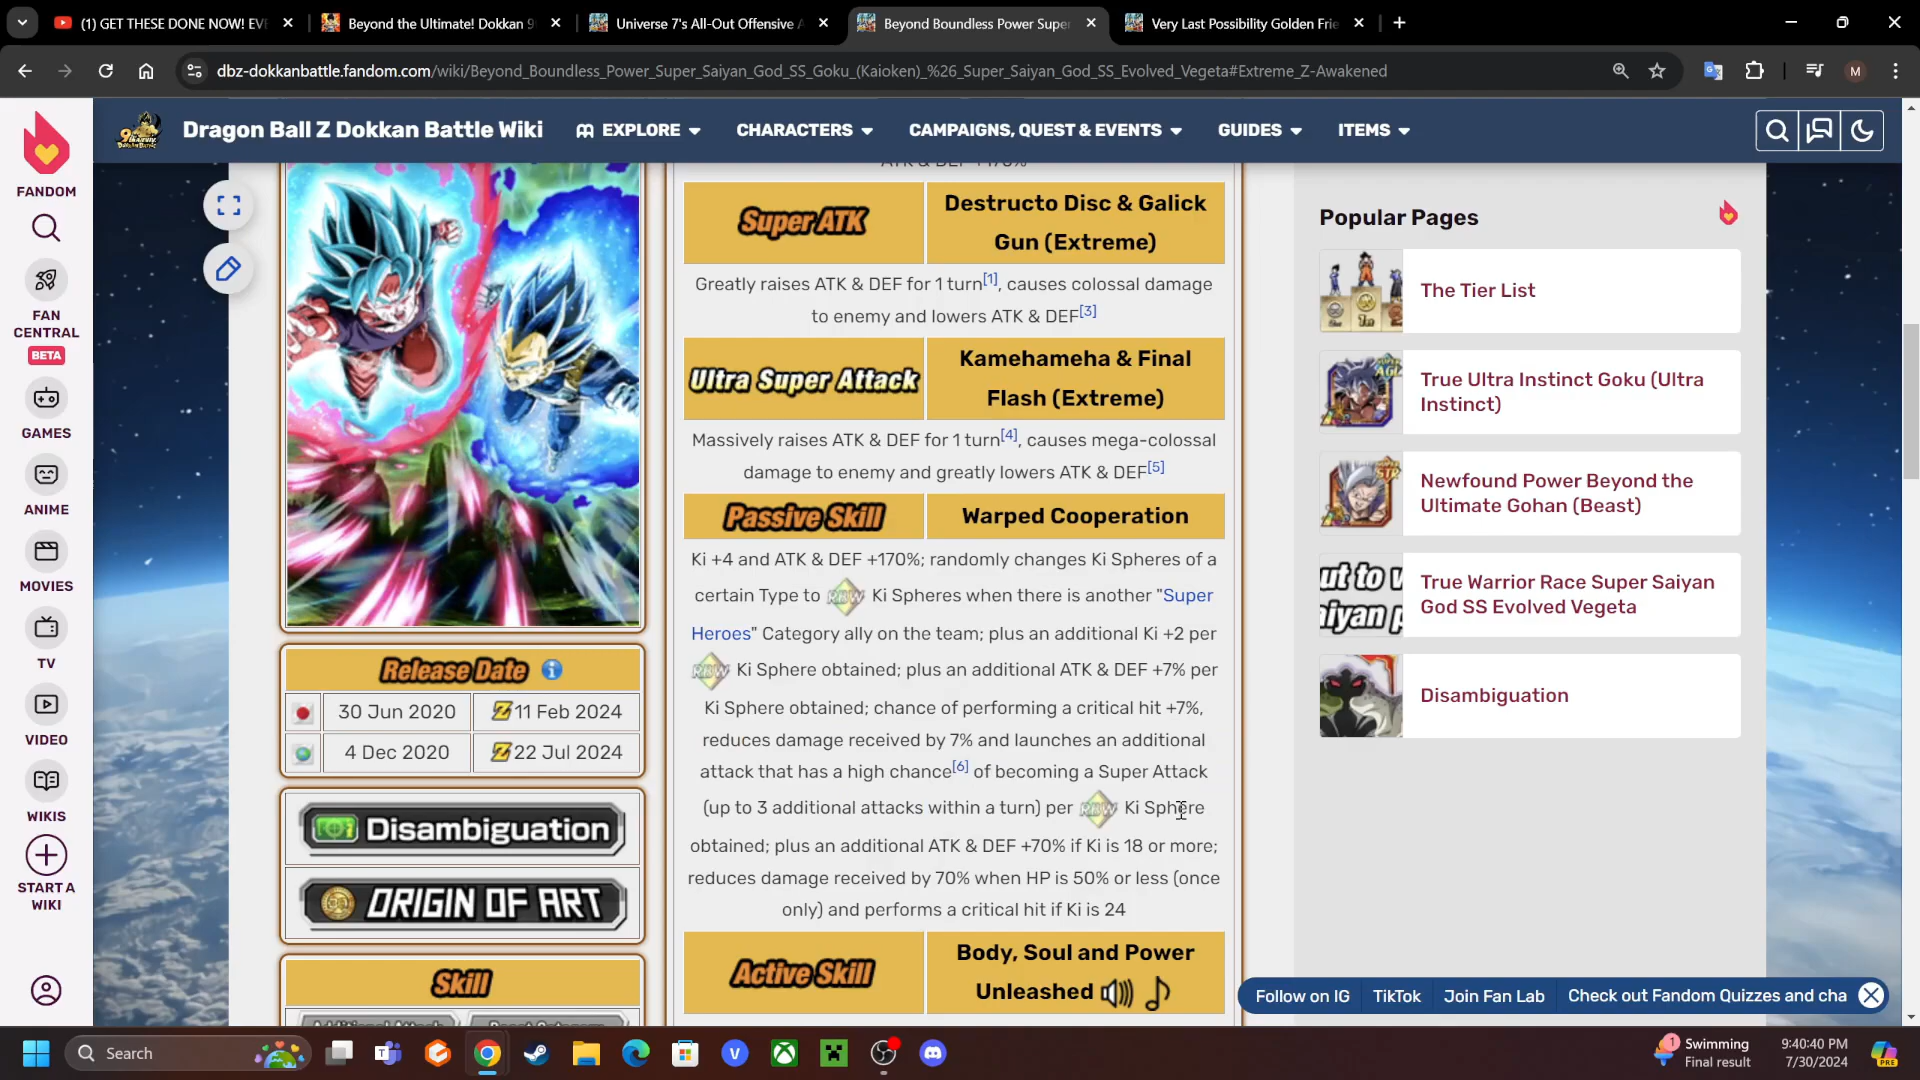 (1) GET THESE DONE NOW! EVE
Beyond the Ultimate! Dokkan 9
Universe 7's All-Out Offensive A
Beyond Boundless Power Super
Very Last Possibility Golden Frie
dbz-dokkanbattle.fandom.com/wiki/Beyond_Boundless_Power_Super_Saiyan_God_SS_Goku_(Kaioken)_%26_Super_Saiyan_God_SS_Evolved_Vegeta#Extreme_Z-Awakened
M
Dragon Ball Z Dokkan Battle Wiki
EXPLORE
CHARACTERS
CAMPAIGNS, QUEST & EVENTS
GUIDES
ITEMS
FANDOM
FAN
CENTRAL
BETA
GAMES
ANIME
MOVIES
TV
VIDEO
WIKIS
START A
WIKI
Release Date
30 Jun 2020
11 Feb 2024
4 Dec 2020
22 Jul 2024
Disambiguation
ORIGIN OF ART
Skill
ATK & DEF +170%
Super ATK
Destructo Disc & Galick
Gun (Extreme)
Greatly raises ATK & DEF for 1 turn[1], causes colossal damage
to enemy and lowers ATK & DEF[3]
Ultra Super Attack
Kamehameha & Final
Flash (Extreme)
Massively raises ATK & DEF for 1 turn[4], causes mega-colossal
damage to enemy and greatly lowers ATK & DEF[5]
Passive Skill
Warped Cooperation
Ki +4 and ATK & DEF +170%; randomly changes Ki Spheres of a
certain Type to RBW Ki Spheres when there is another "Super
Heroes" Category ally on the team; plus an additional Ki +2 per
RBW Ki Sphere obtained; plus an additional ATK & DEF +7% per
Ki Sphere obtained; chance of performing a critical hit +7%,
reduces damage received by 7% and launches an additional
attack that has a high chance[6] of becoming a Super Attack
(up to 3 additional attacks within a turn) per RBW Ki Sphere
obtained; plus an additional ATK & DEF +70% if Ki is 18 or more;
reduces damage received by 70% when HP is 50% or less (once
only) and performs a critical hit if Ki is 24
Active Skill
Body, Soul and Power
Unleashed
Popular Pages
The Tier List
True Ultra Instinct Goku (Ultra
Instinct)
Newfound Power Beyond the
Ultimate Gohan (Beast)
True Warrior Race Super Saiyan
God SS Evolved Vegeta
Disambiguation
Follow on IG
TikTok
Join Fan Lab
Check out Fandom Quizzes and cha
Search
1
Swimming
Final result
9:40:40 PM
7/30/2024